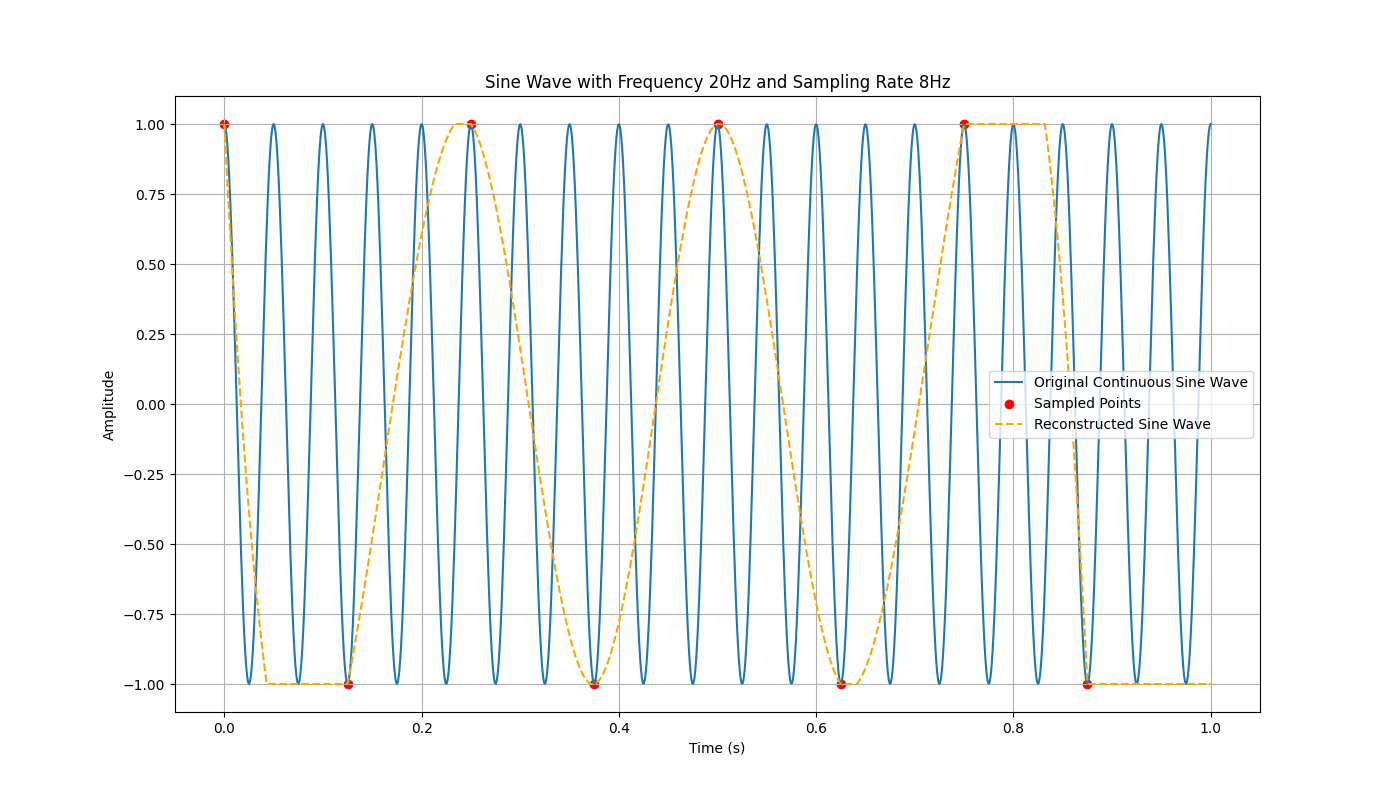 Sine Wave with Frequency 20Hz and Sampling Rate 8Hz
1.00
0.75
0.50
0.25
0.00
−0.25
−0.50
−0.75
−1.00
Amplitude
Original Continuous Sine Wave
Sampled Points
Reconstructed Sine Wave
0.0 0.2 0.4 0.6 0.8 1.0
Time (s)